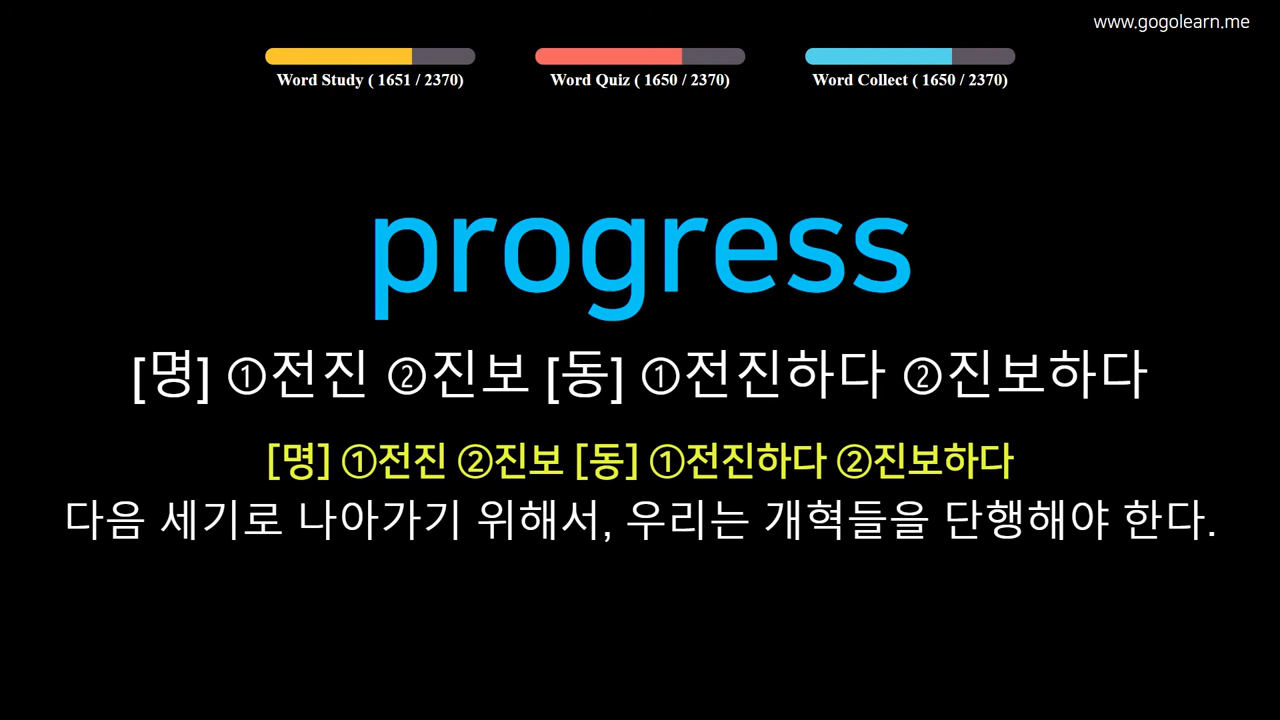 www.gogolearn.me
Word Study ( 1651 / 2370)
Word Quiz ( 1650 / 2370)
Word Collect ( 1650 / 2370)
progress
[명] ①전진 ②진보 [동] ①전진하다 ②진보하다
[명] ①전진 ②진보 [동] ①전진하다 ②진보하다
다음 세기로 나아가기 위해서, 우리는 개혁들을 단행해야 한다.